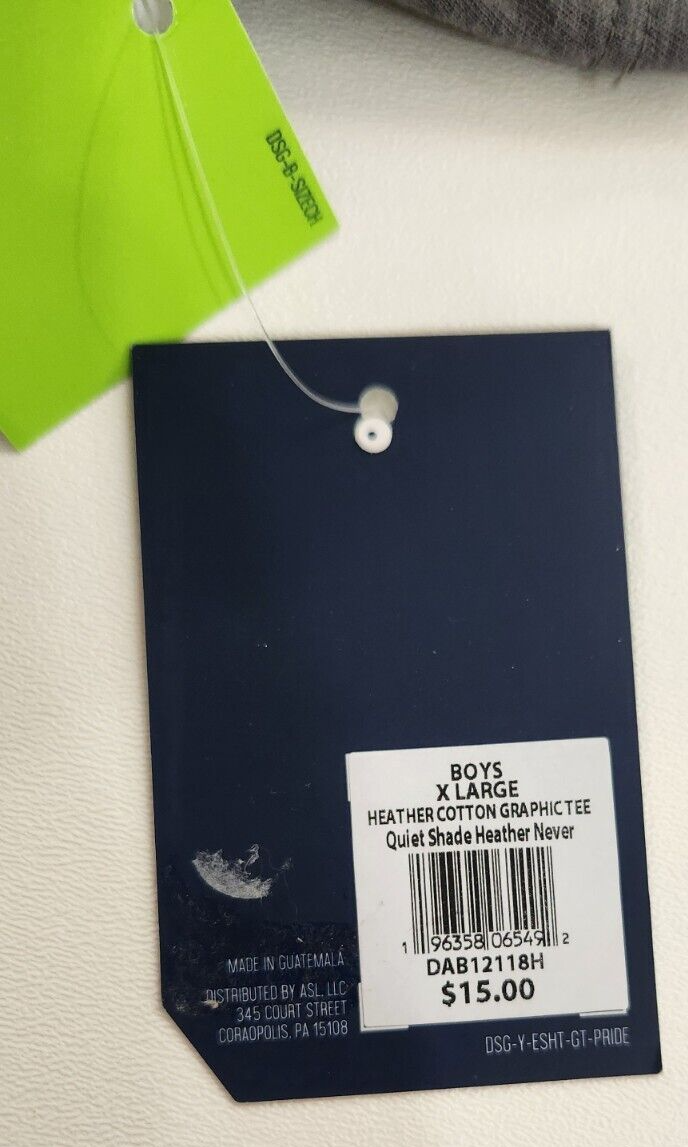 DSG-B-SIZECH
BOYS
X LARGE
HEATHER COTTON GRAPHIC TEE
Quiet Shade Heather Never
1 96358 06549 2
DAB12118H
$15.00
MADE IN GUATEMALA
DISTRIBUTED BY ASL, LLC
345 COURT STREET
CORAOPOLIS, PA 15108
DSG-Y-ESHT-GT-PRIDE